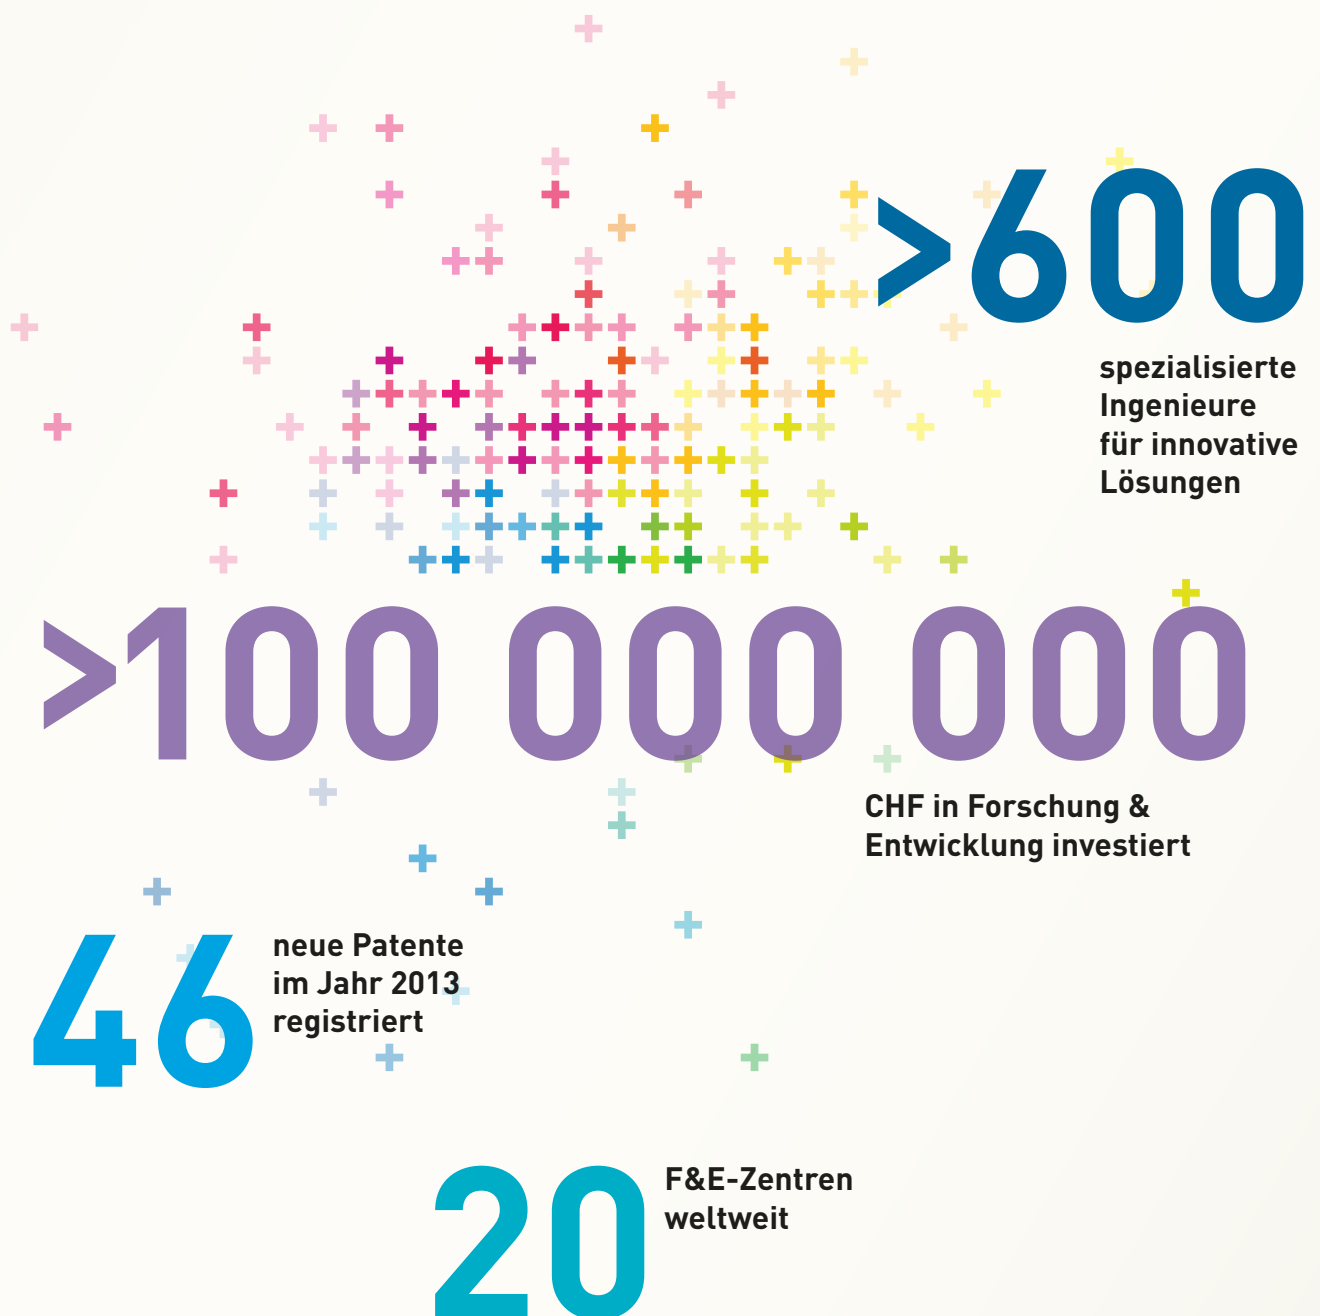 >600
spezialisierte
Ingenieure
für innovative
Lösungen
>100 000 000
CHF in Forschung &
Entwicklung investiert
46
neue Patente
im Jahr 2013
registriert
20
F&E-Zentren
weltweit